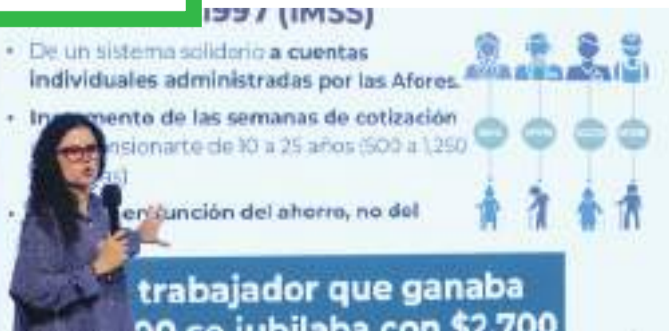 1997 (IMSS)
• De un sistema solidario a cuentas
individuales administradas por las Afores.
• Incremento de las semanas de cotización
de 10 a 25 años (500 a 1,250
en función del ahorro, no del
trabajador que ganaba
se jubilaba con $2,700